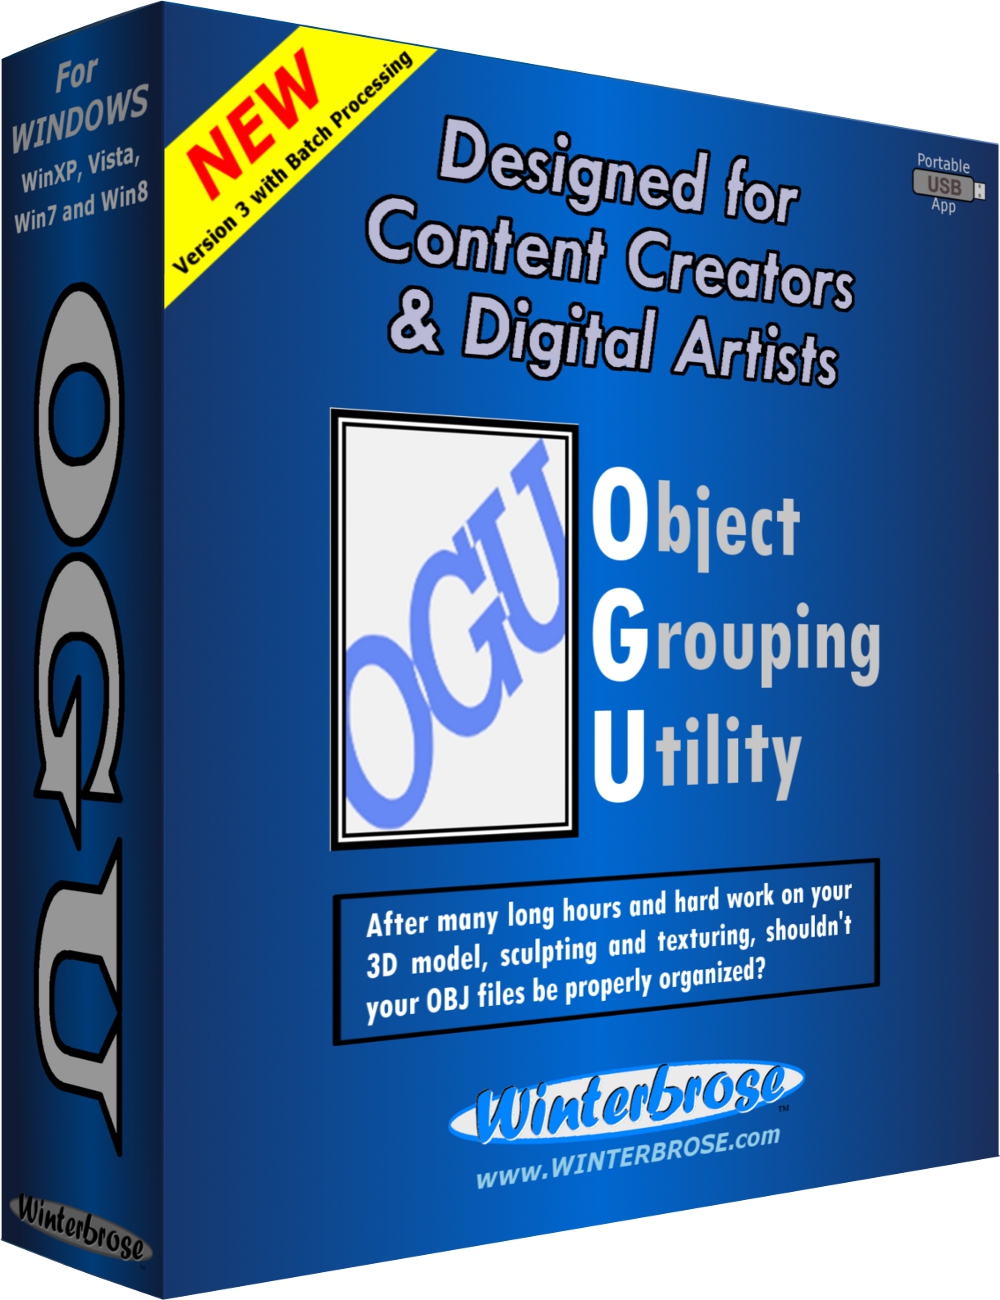 For
WINDOWS
WinXP, Vista,
Win7 and Win8
OGU
Winterbrose
NEW
Version 3 with Batch Processing
Portable
USB
App
Designed for
Content Creators
& Digital Artists
OGU
Object
Grouping
Utility
After many long hours and hard work on your
3D model, sculpting and texturing, shouldn't
your OBJ files be properly organized?
Winterbrose™
www.WINTERBROSE.com